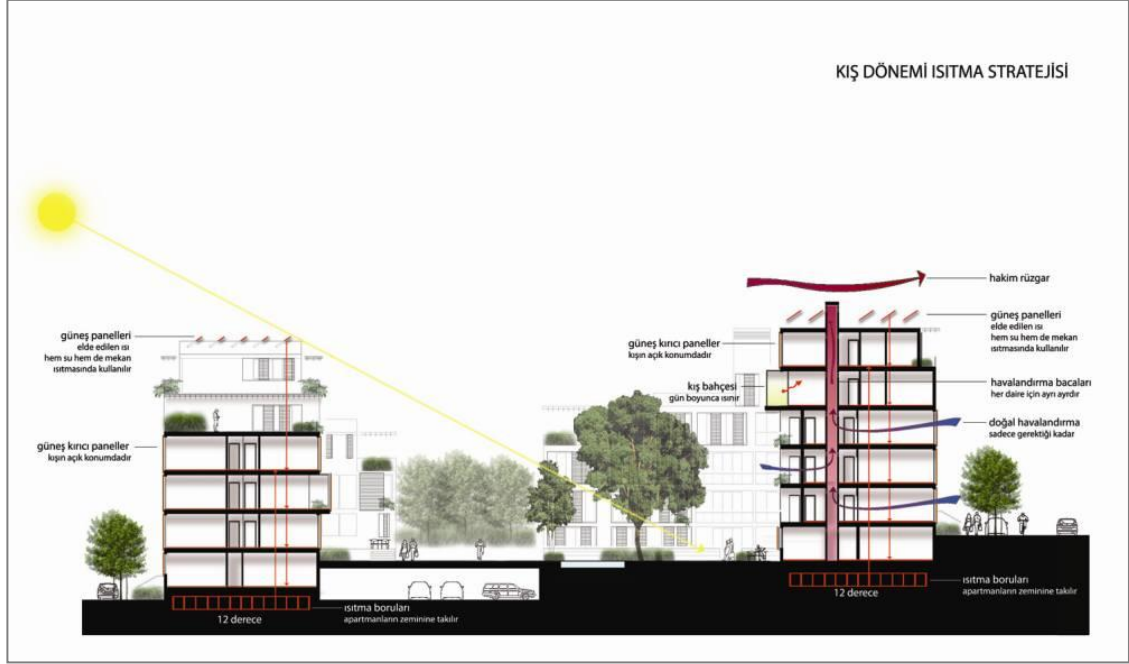 KIŞ DÖNEMİ ISITMA STRATEJİSİ
güneş panelleri
elde edilen ısı
hem su hem de mekan
ısıtmasında kullanılır
güneş kırıcı paneller
kışın açık konumdadır
ısıtma boruları
apartmanların zeminine takılır
12 derece
güneş kırıcı paneller
kışın açık konumdadır
kış bahçesi
gün boyunca ısınır
hakim rüzgar
güneş panelleri
elde edilen ısı
hem su hem de mekan
ısıtmasında kullanılır
havalandırma bacaları
her daire için ayrı ayrıdır
doğal havalandırma
sadece gerektiği kadar
ısıtma boruları
apartmanların zeminine takılır
12 derece